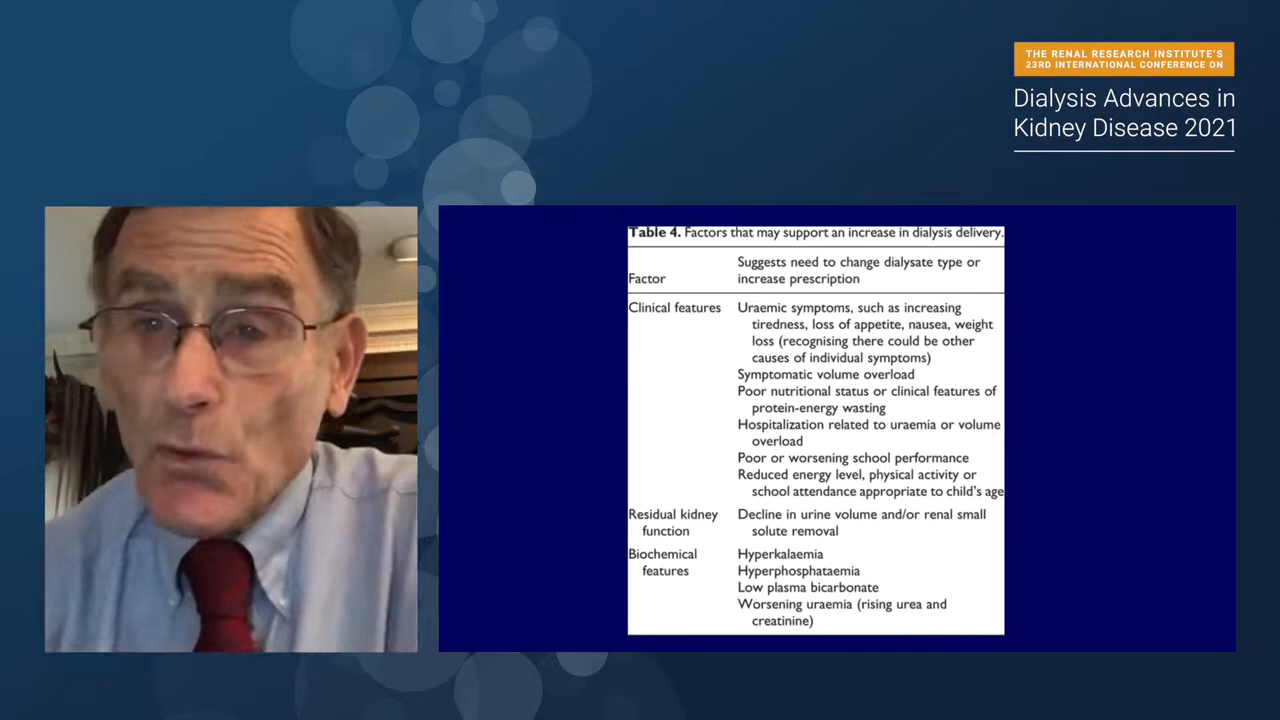 THE RENAL RESEARCH INSTITUTE'S
23RD INTERNATIONAL CONFERENCE ON
Dialysis Advances in
Kidney Disease 2021
Table 4. Factors that may support an increase in dialysis delivery.
Factor
Suggests need to change dialysate type or
increase prescription
Clinical features
Uraemic symptoms, such as increasing
tiredness, loss of appetite, nausea, weight
loss (recognising there could be other
causes of individual symptoms)
Symptomatic volume overload
Poor nutritional status or clinical features of
protein-energy wasting
Hospitalization related to uraemia or volume
overload
Poor or worsening school performance
Reduced energy level, physical activity or
school attendance appropriate to child's age
Residual kidney
function
Decline in urine volume and/or renal small
solute removal
Biochemical
features
Hyperkalaemia
Hyperphosphataemia
Low plasma bicarbonate
Worsening uraemia (rising urea and
creatinine)